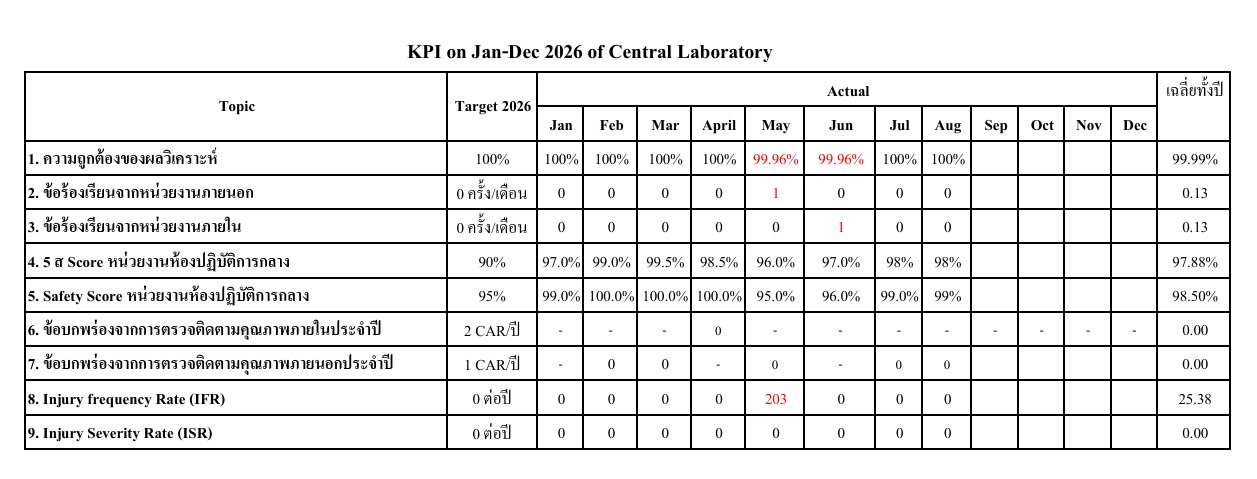 KPI on Jan-Dec 2026 of Central Laboratory
Topic Target 2026 Actual เฉลี่ยทั้งปี
Jan Feb Mar April May Jun Jul Aug Sep Oct Nov Dec
1. ความถูกต้องของผลวิเคราะห์ 100% 100% 100% 100% 100% 99.96% 99.96% 100% 100% 99.99%
2. ข้อร้องเรียนจากหน่วยงานภายนอก 0 ครั้ง/เดือน 0 0 0 0 1 0 0 0 0.13
3. ข้อร้องเรียนจากหน่วยงานภายใน 0 ครั้ง/เดือน 0 0 0 0 0 1 0 0 0.13
4. 5 ส Score หน่วยงานห้องปฏิบัติการกลาง 90% 97.0% 99.0% 99.5% 98.5% 96.0% 97.0% 98% 98% 97.88%
5. Safety Score หน่วยงานห้องปฏิบัติการกลาง 95% 99.0% 100.0% 100.0% 100.0% 95.0% 96.0% 99.0% 99% 98.50%
6. ข้อบกพร่องจากการตรวจติดตามคุณภาพภายในประจำปี 2 CAR/ปี - - - 0 - - - - - - - - 0.00
7. ข้อบกพร่องจากการตรวจติดตามคุณภาพภายนอกประจำปี 1 CAR/ปี - 0 0 - 0 - 0 0 0.00
8. Injury frequency Rate (IFR) 0 ต่อปี 0 0 0 0 203 0 0 0 25.38
9. Injury Severity Rate (ISR) 0 ต่อปี 0 0 0 0 0 0 0 0 0.00